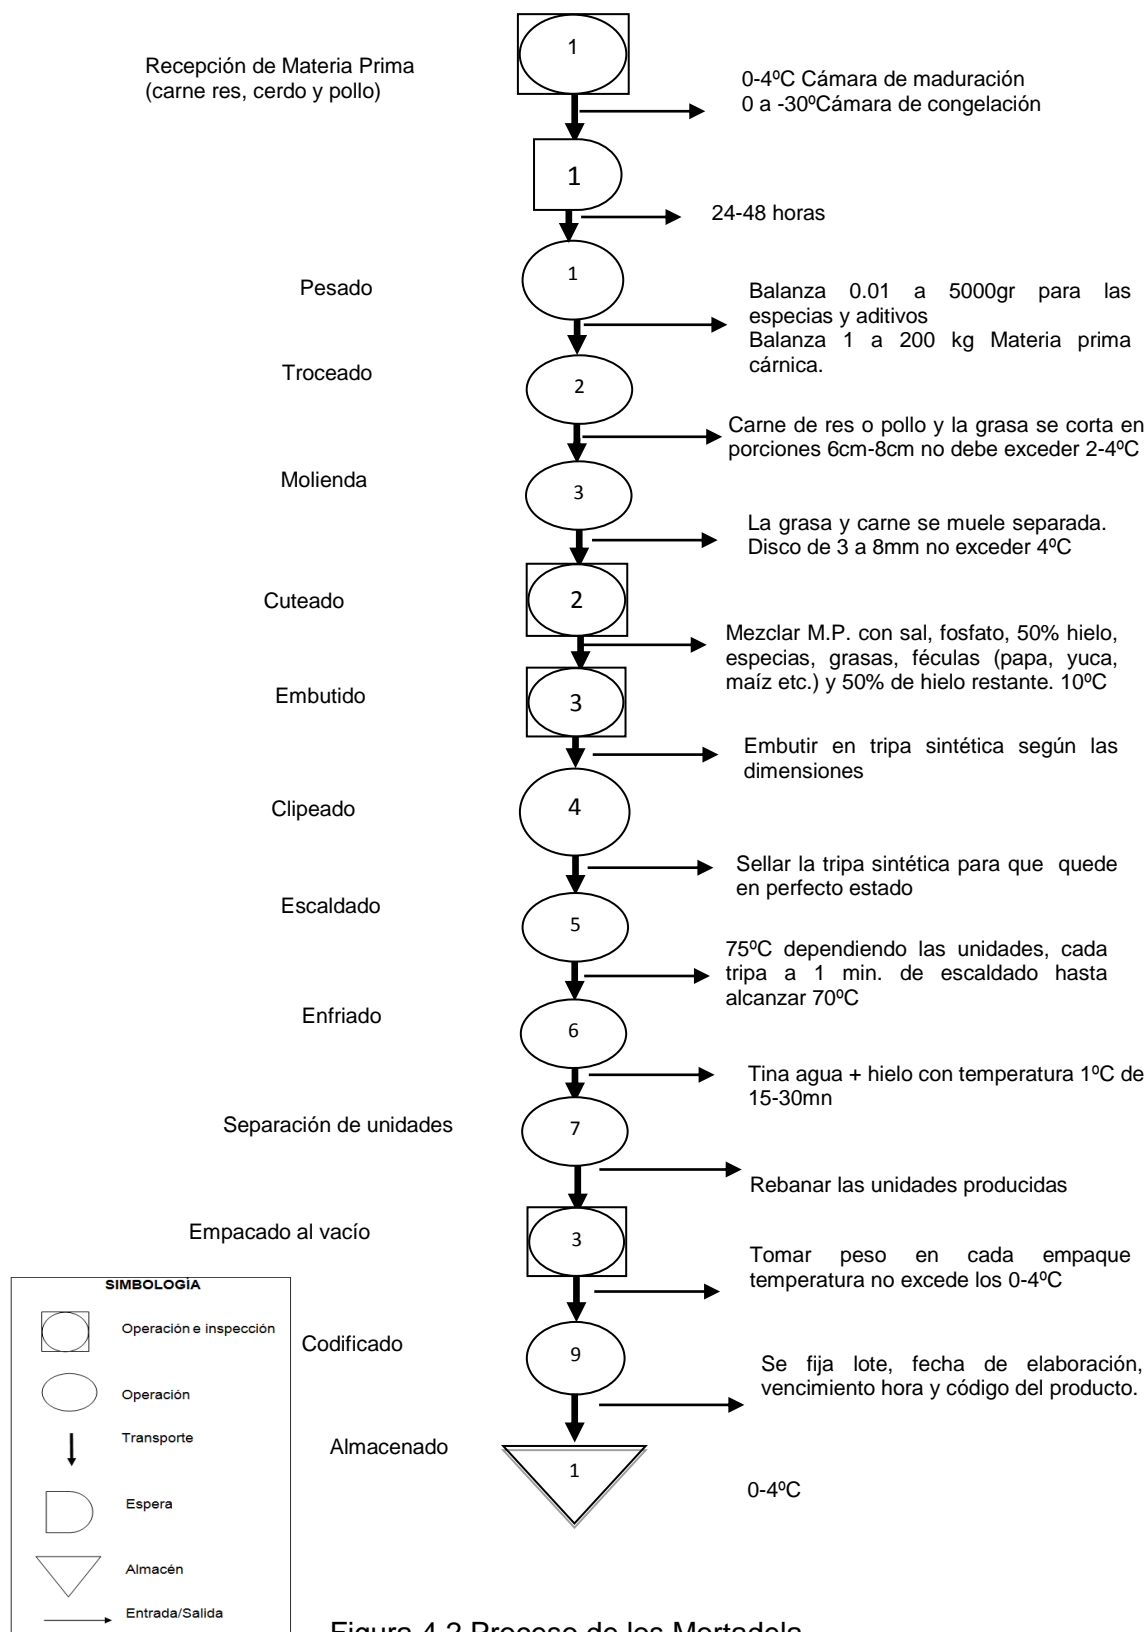 1
Recepción de Materia Prima
(carne res, cerdo y pollo)
0-4ºC Cámara de maduración
0 a -30ºCámara de congelación
1
24-48 horas
1
Pesado
Balanza 0.01 a 5000gr para las
especias y aditivos
Balanza 1 a 200 kg Materia prima
cárnica.
Troceado
2
Carne de res o pollo y la grasa se corta en
porciones 6cm-8cm no debe exceder 2-4ºC
Molienda
3
La grasa y carne se muele separada.
Disco de 3 a 8mm no exceder 4ºC
Cuteado
2
Mezclar M.P. con sal, fosfato, 50% hielo,
especias, grasas, féculas (papa, yuca,
maíz etc.) y 50% de hielo restante. 10ºC
Embutido
3
Embutir en tripa sintética según las
dimensiones
Clipeado
4
Sellar la tripa sintética para que quede
en perfecto estado
Escaldado
5
75ºC dependiendo las unidades, cada
tripa a 1 min. de escaldado hasta
alcanzar 70ºC
Enfriado
6
Tina agua + hielo con temperatura 1ºC de
15-30mn
Separación de unidades
7
Rebanar las unidades producidas
Empacado al vacío
3
Tomar peso en cada empaque
temperatura no excede los 0-4ºC
Codificado
9
Se fija lote, fecha de elaboración,
vencimiento hora y código del producto.
Almacenado
1
0-4ºC
SIMBOLOGÍA
Operación e inspección
Operación
Transporte
Espera
Almacén
Entrada/Salida
Figura 4.2 Proceso de los Mortadela